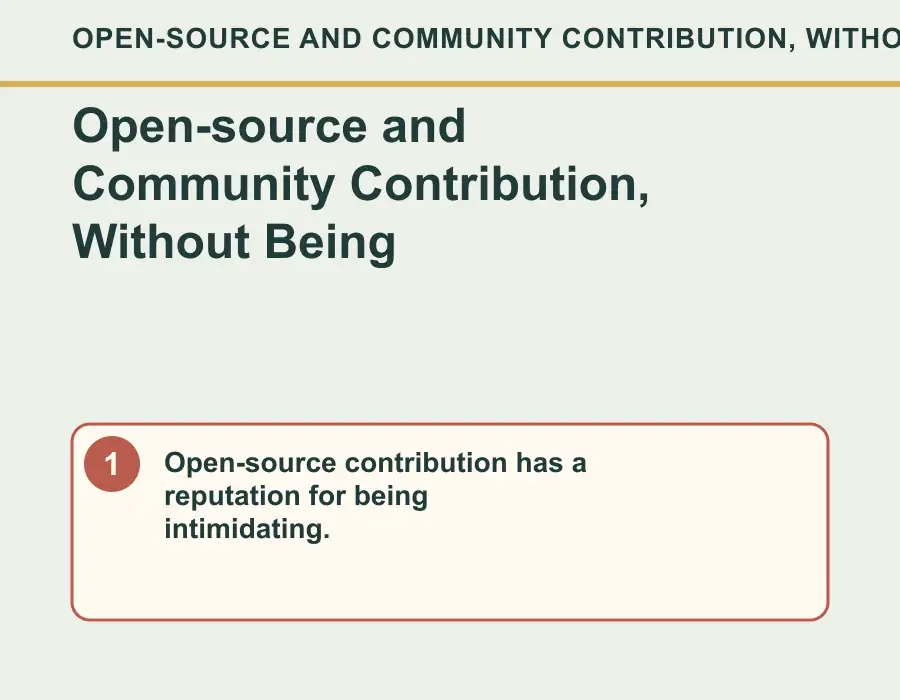 OPEN-SOURCE AND COMMUNITY CONTRIBUTION,
Open-source and
Community Contribution,
Without Being
1
Open-source contribution has a
reputation for being
intimidating.